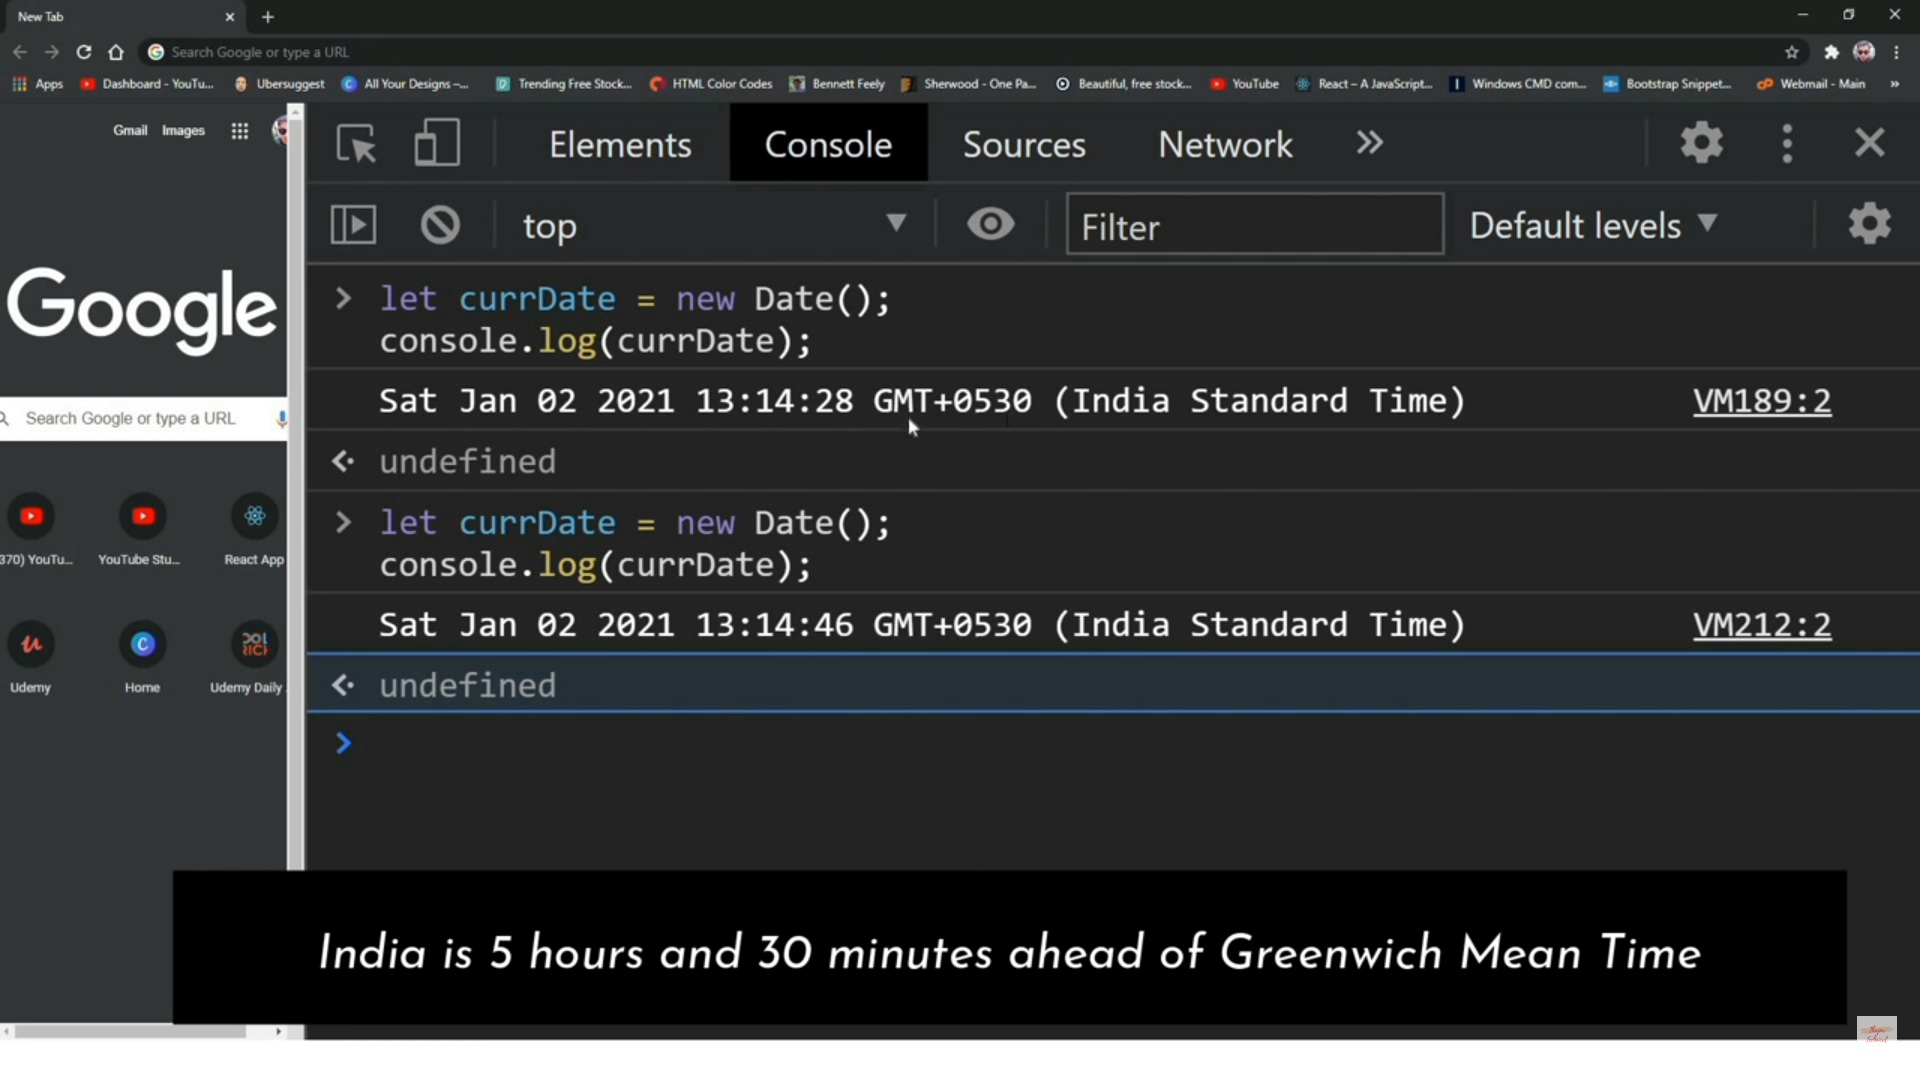 New Tab
Search Google or type a URL
Apps Dashboard - YouTu... Ubersuggest All Your Designs –... Trending Free Stock... HTML Color Codes Bennett Feely Sherwood - One Pa... Beautiful, free stock... YouTube React – A JavaScript... Windows CMD com... Bootstrap Snippet... Webmail - Main »
Gmail Images
Elements Console Sources Network »
top Filter Default levels
Google
let currDate = new Date();
console.log(currDate);
Sat Jan 02 2021 13:14:28 GMT+0530 (India Standard Time) VM189:2
Search Google or type a URL
undefined
let currDate = new Date();
console.log(currDate);
370) YouTu... YouTube Stu... React App
Sat Jan 02 2021 13:14:46 GMT+0530 (India Standard Time) VM212:2
undefined
Udemy Home Udemy Daily
India is 5 hours and 30 minutes ahead of Greenwich Mean Time